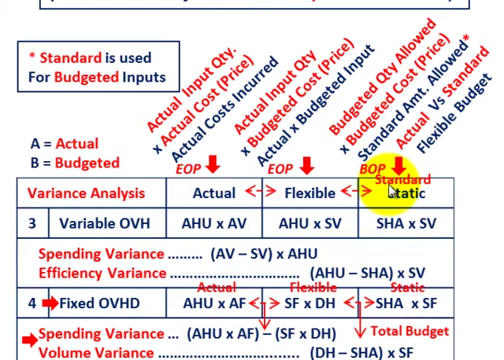 * Standard is used
For Budgeted Inputs
A = Actual
B = Budgeted
Actual Input Qty.
x Actual Cost (Price)
Actual Costs Incurred
Actual Input Qty
x Budgeted Cost (Price)
Actual x Budgeted Input
Budgeted Qty Allowed
x Budgeted Cost (Price)
Standard Amt. Allowed*
Actual Vs Standard
Flexible Budget
EOP EOP BOP
Standard
Variance Analysis Actual Flexible Static
3 Variable OVH AHU x AV AHU x SV SHA x SV
Spending Variance ......... (AV – SV) x AHU
Efficiency Variance ................................. (AHU – SHA) x SV
Actual Flexible Static
4 Fixed OVHD AHU x AF SF x DH SHA x SF
Spending Variance ... (AHU x AF) – (SF x DH) Total Budget
Volume Variance ................................. (DH – SHA) x SF